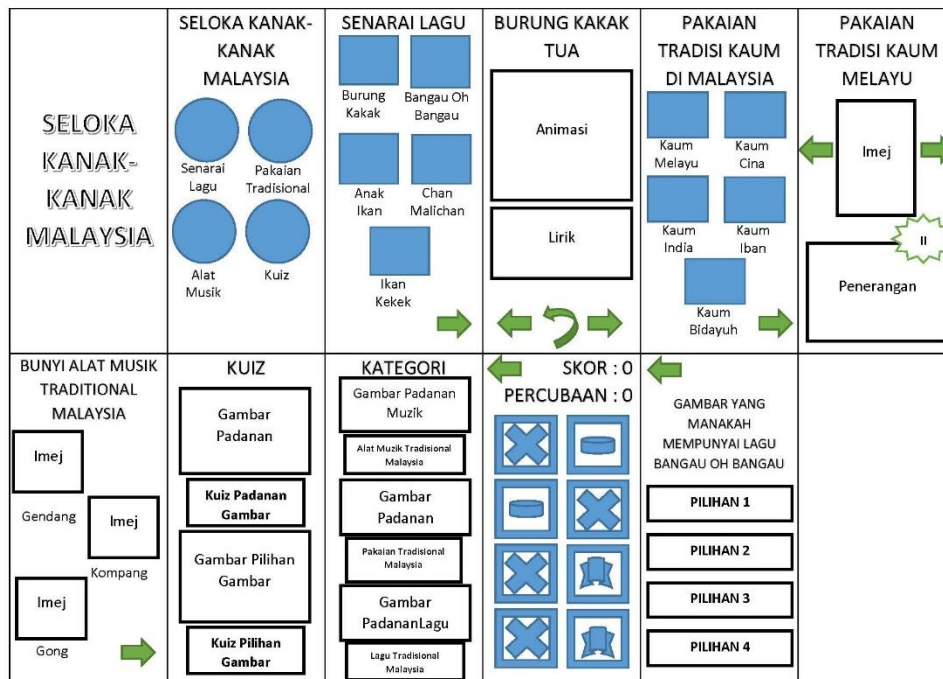 SELOKA
KANAK-
KANAK
MALAYSIA
SELOKA KANAK-
KANAK
MALAYSIA
Senarai
Lagu
Pakaian
Tradisional
Alat
Musik
Kuiz
SENARAI LAGU
Burung
Kakak
Bangau Oh
Bangau
Anak
Ikan
Chan
Malichan
Ikan
Kekek
BURUNG KAKAK
TUA
Animasi
Lirik
PAKAIAN
TRADISI KAUM
DI MALAYSIA
Kaum
Melayu
Kaum
Cina
Kaum
India
Kaum
Iban
Kaum
Bidayuh
PAKAIAN
TRADISI KAUM
MELAYU
Imej
II
Penerangan
BUNYI ALAT MUSIK
TRADITIONAL
MALAYSIA
Imej
Gendang
Imej
Kompang
Imej
Gong
KUIZ
Gambar
Padanan
Kuiz Padanan
Gambar
Gambar Pilihan
Gambar
Kuiz Pilihan
Gambar
KATEGORI
Gambar Padanan
Muzik
Alat Muzik Tradisional
Malaysia
Gambar
Padanan
Pakaian Tradisional
Malaysia
Gambar
PadananLagu
Lagu Tradisional
Malaysia
SKOR : 0
PERCUBAAN : 0
GAMBAR YANG
MANAKAH
MEMPUNYAI LAGU
BANGAU OH BANGAU
PILIHAN 1
PILIHAN 2
PILIHAN 3
PILIHAN 4